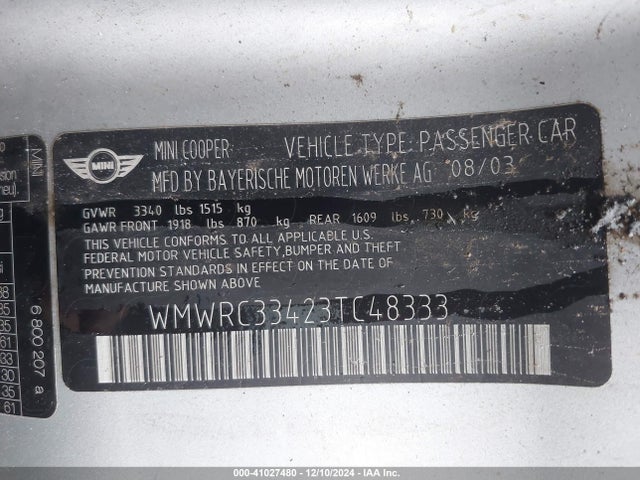 MINI
MINI COOPER VEHICLE TYPE PASSENGER CAR
MFD BY BAYERISCHE MOTOREN WERKE AG 08/03
GVWR 3340 lbs 1515 kg
GAWR FRONT 1918 lbs 870 kg REAR 1609 lbs 730 kg
THIS VEHICLE CONFORMS TO ALL APPLICABLE U.S.
FEDERAL MOTOR VEHICLE SAFETY,BUMPER AND THEFT
PREVENTION STANDARDS IN EFFECT ON THE DATE OF
MANUFACTURE SHOWN ABOVE
WMWRC33423TC48333
MINI
6 800 207 a
000-41027480 - 12/10/2024 - IAA Inc.